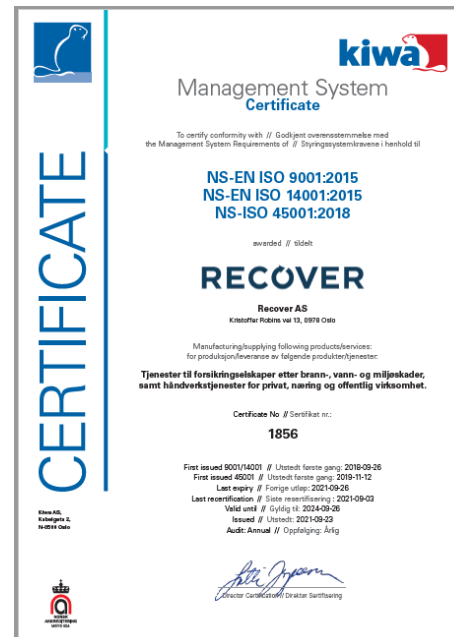 kiwa
Management System
Certificate
To certify conformity with // Godkjent overensstemmelse med
the Management System Requirements of // Styringssystemkravene i henhold til
NS-EN ISO 9001:2015
NS-EN ISO 14001:2015
NS-ISO 45001:2018
awarded // tildelt
RECOVER
Recover AS
Kristoffer Robins vei 13, 0978 Oslo
Manufacturing/supplying following products/services:
for produksjon/leveranse av følgende produkter/tjenester:
Tjenester til forsikringselskaper etter brann-, vann- og miljøskader,
samt håndverkstjenester for privat, næring og offentlig virksomhet.
Certificate No // Sertifikat nr.:
1856
First issued 9001/14001 // Utstedt første gang: 2018-09-26
First issued 45001 // Utstedt første gang: 2019-11-12
Last expiry // Forrige utløp: 2021-09-26
Last recertification // Siste resertifisering : 2021-09-03
Valid until // Gyldig til: 2024-09-26
Issued // Utstedt: 2021-09-23
Audit: Annual // Oppfølging: Årlig
Director Certification // Direktør Sertifisering
CERTIFICATE
Kiwa AS,
Kabelgata 2,
N-0580 Oslo
NORSK
AKKREDITERING